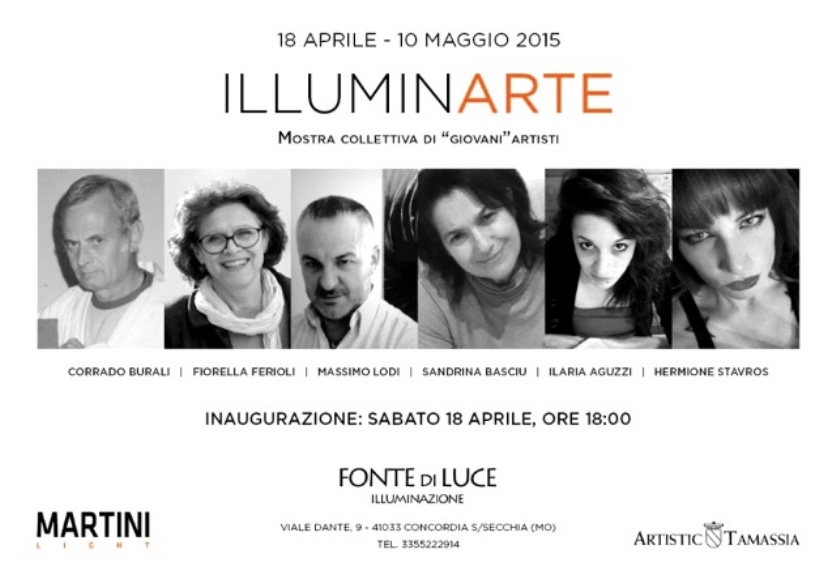 18 APRILE - 10 MAGGIO 2015
ILLUMINARTE
MOSTRA COLLETTIVA DI “GIOVANI”ARTISTI
CORRADO BURALI | FIORELLA FERIOLI | MASSIMO LODI | SANDRINA BASCIU | ILARIA AGUZZI | HERMIONE STAVROS
INAUGURAZIONE: SABATO 18 APRILE, ORE 18:00
FONTE DI LUCE
ILLUMINAZIONE
VIALE DANTE, 9 - 41033 CONCORDIA S/SECCHIA (MO)
TEL. 3355222914
MARTINI
LIGHT
ARTISTIC TAMASSIA